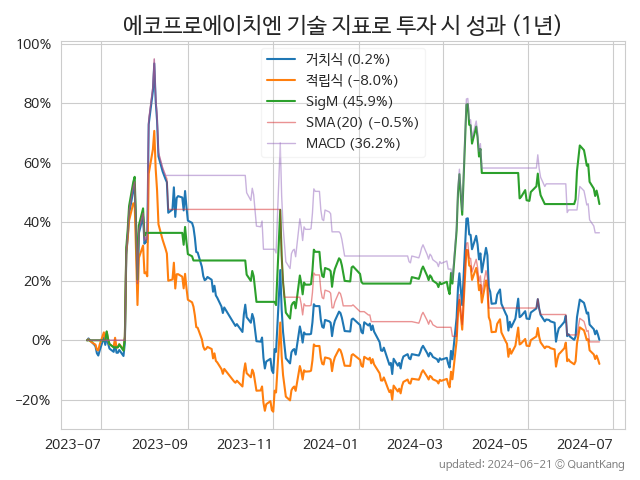 에코프로에이치엔 기술 지표로 투자 시 성과 (1년)
100%
80%
60%
40%
20%
0%
−20%
거치식 (0.2%)
적립식 (−8.0%)
SigM (45.9%)
SMA(20) (−0.5%)
MACD (36.2%)
2023-07
2023-09
2023-11
2024-01
2024-03
2024-05
2024-07
updated: 2024-06-21 © QuantKang